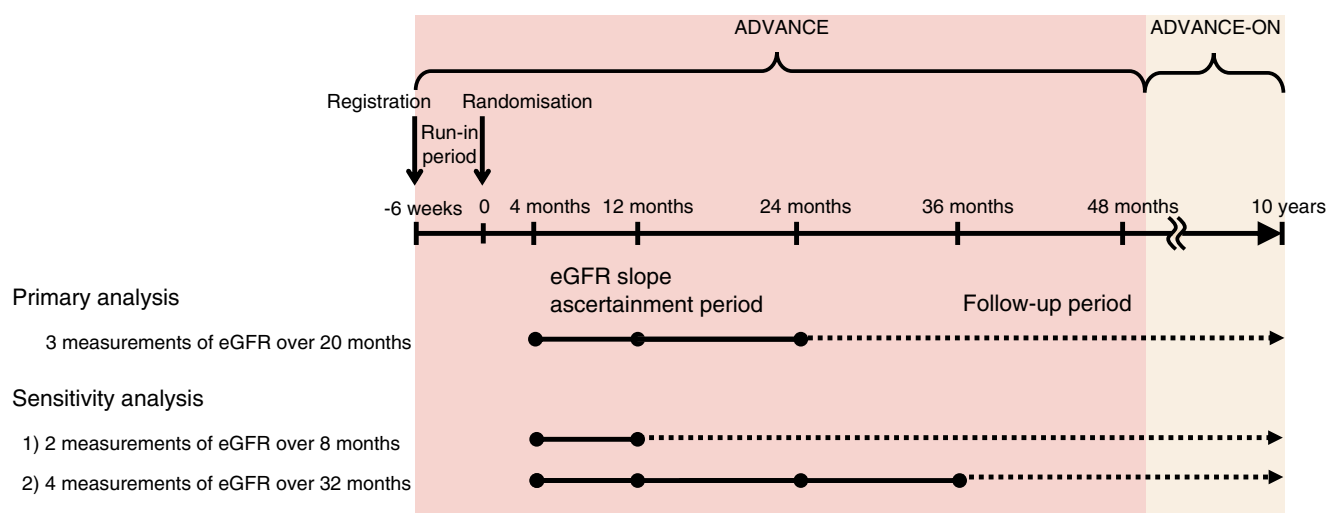 ADVANCE
ADVANCE-ON
Registration
Randomisation
Run-in
period
-6 weeks
0
4 months
12 months
24 months
36 months
48 months
10 years
eGFR slope
ascertainment period
Follow-up period
Primary analysis
3 measurements of eGFR over 20 months
Sensitivity analysis
1) 2 measurements of eGFR over 8 months
2) 4 measurements of eGFR over 32 months